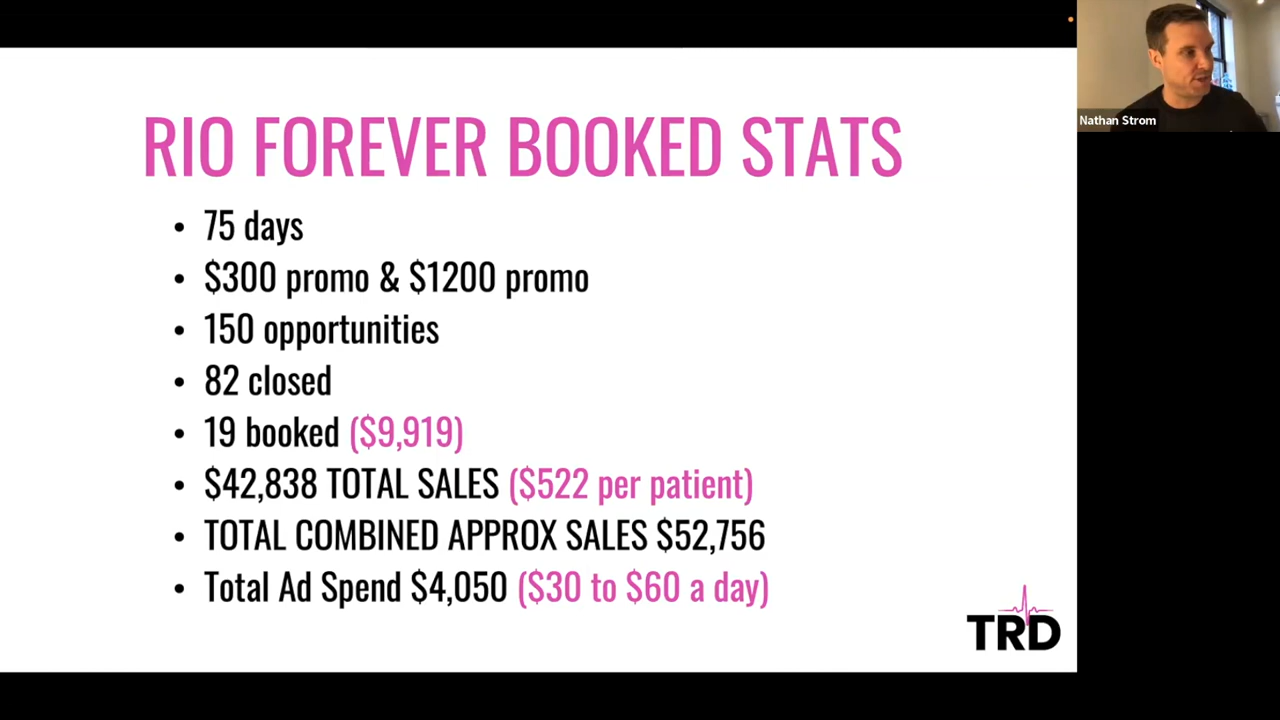 RIO FOREVER BOOKED STATS
• 75 days
• $300 promo & $1200 promo
• 150 opportunities
• 82 closed
• 19 booked ($9,919)
• $42,838 TOTAL SALES ($522 per patient)
• TOTAL COMBINED APPROX SALES $52,756
• Total Ad Spend $4,050 ($30 to $60 a day)
TRD
Nathan Strom